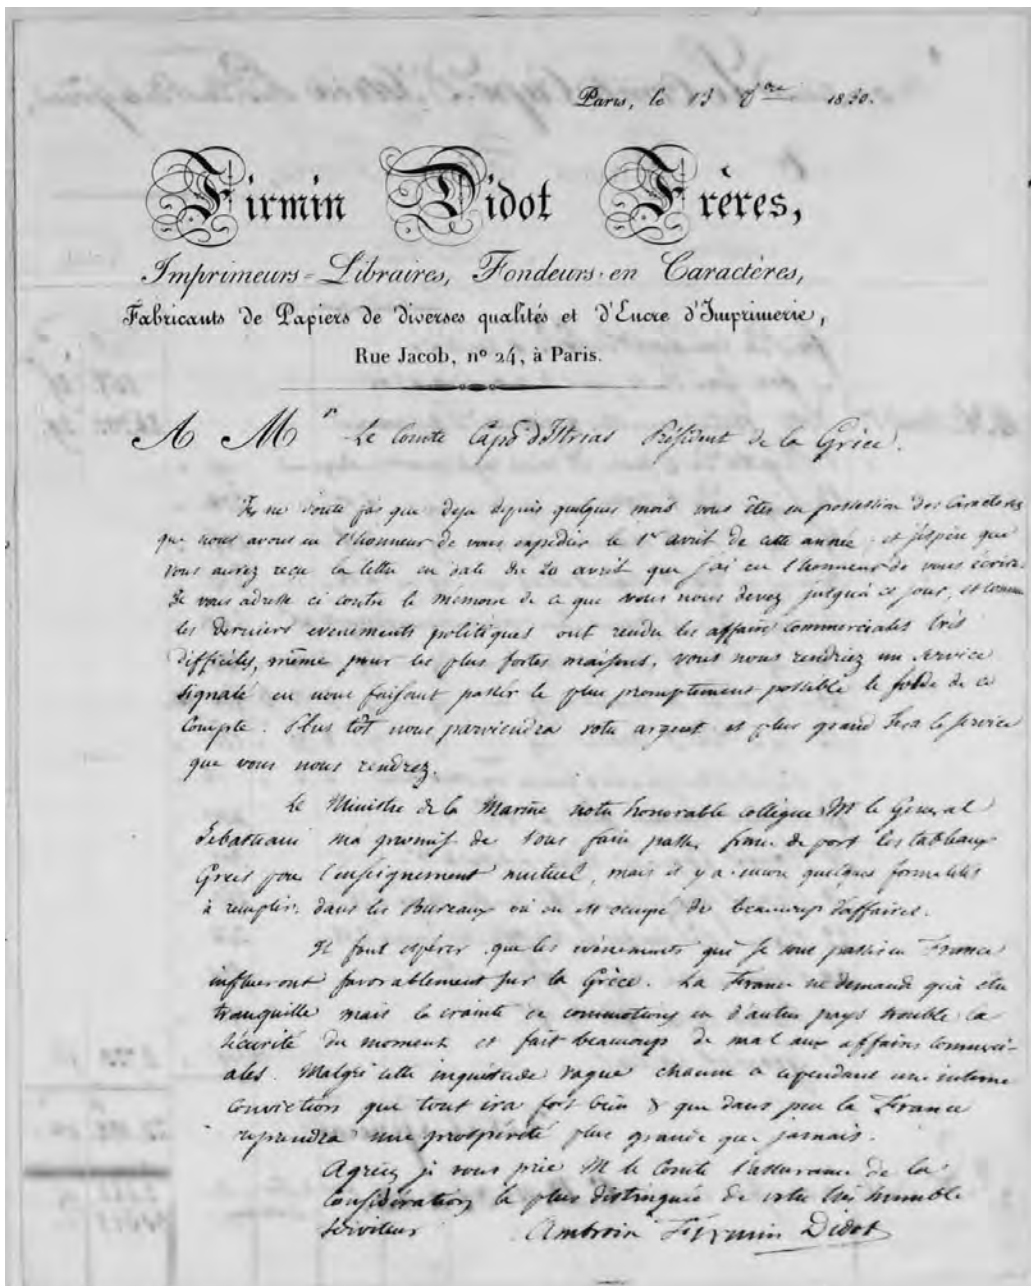 Paris, le 13 8bre 1830.
Firmin Didot Frères,
Imprimeurs=Libraires, Fondeurs en Caractères,
Fabricants de Papiers de diverses qualités et d'Encre d'Imprimerie,
Rue Jacob, nº 24, à Paris.
A Mr Le Comte Capo d'Istrias Président de la Grèce.
Je ne doute pas que deja depuis quelques mois vous êtes en possession des Caractères
que nous avons eu l'honneur de vous expedier le 1er avril de cette année, et j'espère que
vous aurez reçu la lettre en date du 20 avril que j'ai eu l'honneur de vous écrire.
Je vous adresse ci contre le memoire de ce que vous nous devez jusqu'à ce jour, et comme
les derniers evenements politiques ont rendu les affaires commerciales très
difficiles, même pour les plus fortes maisons, vous nous rendriez un service
signalé en nous faisant passer le plus promptement possible le solde de ce
Compte. Plus tôt nous parviendra votre argent et plus grand sera le service
que vous nous rendrez.
Le Ministre de la Marine notre honorable collègue M le Général
Sebastiani m'a promis de vous faire passer franc de port les tableaux
Grecs pour l'enseignement mutuel, mais il y a encore quelques formalités
à remplir dans les Bureaux où on est occupé de beaucoup d'affaires.
Il faut espérer que les evénements qui se sont passés en France
influeront favorablement sur la Grèce. La France ne demande qu'à être
tranquille mais la crainte de commotions en d'autres pays trouble la
sécurité du moment et fait beaucoup de mal aux affaires commerci-
ales. Malgré cette inquiétude vague chacun a cependant une interne
conviction que tout ira fort bien & que dans peu la France
reprendra une prospérité plus grande que jamais.
Agréez je vous prie M le Comte l'assurance de la
Considération la plus distinguée de votre très humble
serviteur Ambroise Firmin Didot